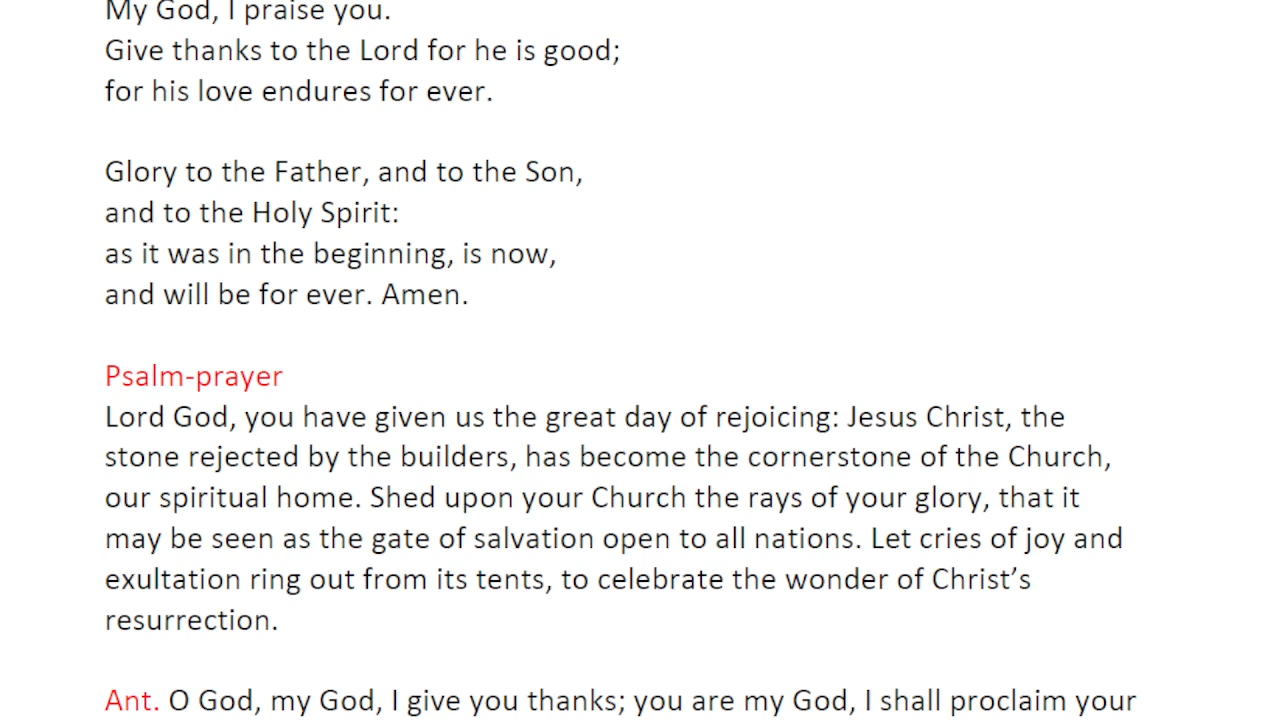 My God, I praise you.
Give thanks to the Lord for he is good;
for his love endures for ever.
Glory to the Father, and to the Son,
and to the Holy Spirit:
as it was in the beginning, is now,
and will be for ever. Amen.
Psalm-prayer
Lord God, you have given us the great day of rejoicing: Jesus Christ, the
stone rejected by the builders, has become the cornerstone of the Church,
our spiritual home. Shed upon your Church the rays of your glory, that it
may be seen as the gate of salvation open to all nations. Let cries of joy and
exultation ring out from its tents, to celebrate the wonder of Christ’s
resurrection.
Ant. O God, my God, I give you thanks; you are my God, I shall proclaim your